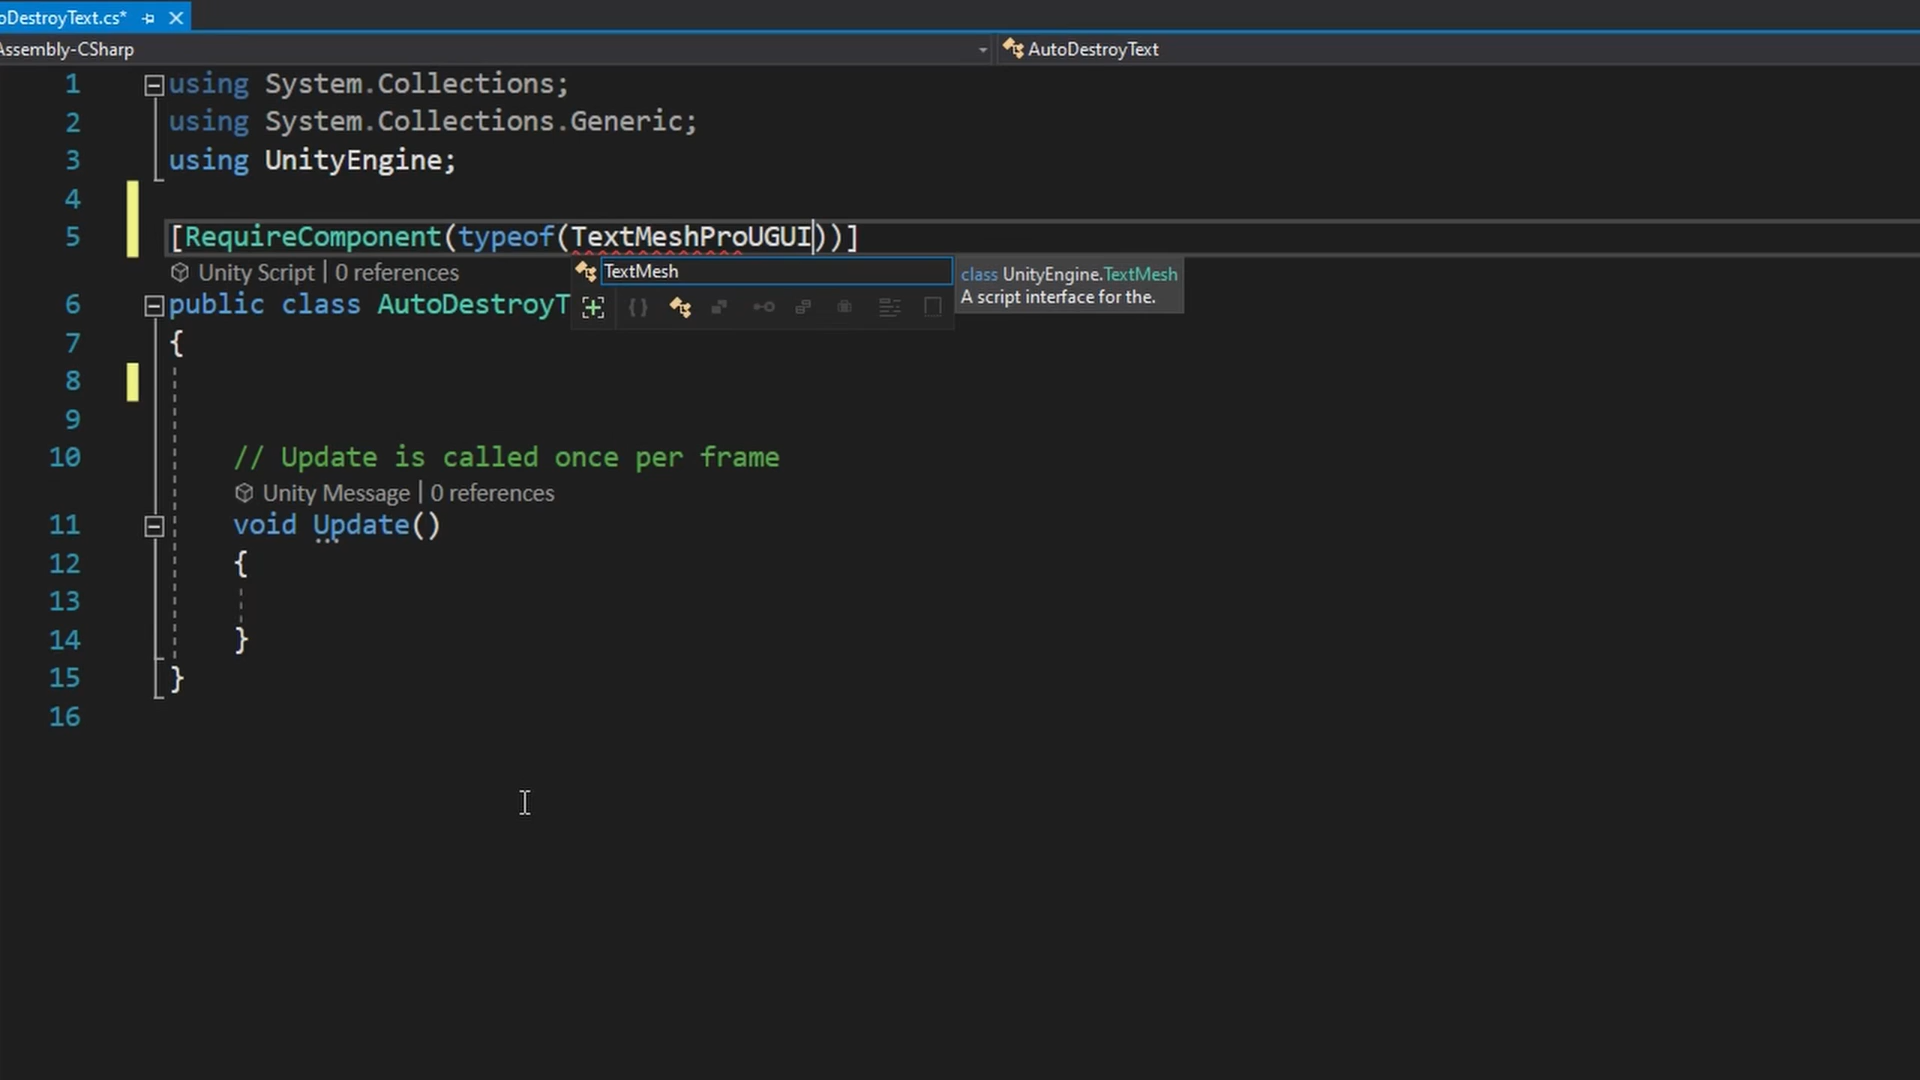 oDestroyText.cs*
Assembly-CSharp
AutoDestroyText
1 using System.Collections;
2 using System.Collections.Generic;
3 using UnityEngine;
4
5 [RequireComponent(typeof(TextMeshProUGUI))]
Unity Script | 0 references
TextMesh
class UnityEngine.TextMesh
A script interface for the.
6 public class AutoDestroyT
7 {
8
9
10 // Update is called once per frame
Unity Message | 0 references
11 void Update()
12 {
13
14 }
15 }
16